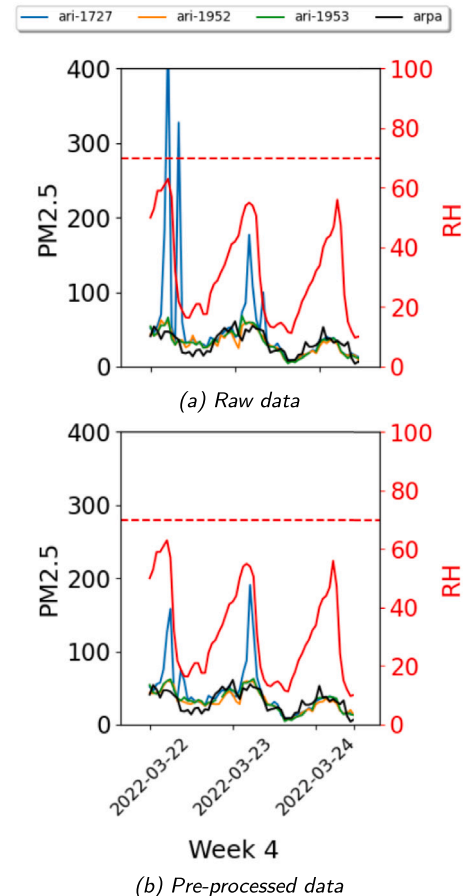 ari-1727 ari-1952 ari-1953 arpa
400 100
300 80
60
200
40
100
20
0 0
PM2.5
RH
(a) Raw data
400 100
300 80
60
200
40
100
20
0 0
PM2.5
RH
2022-03-22 2022-03-23 2022-03-24
Week 4
(b) Pre-processed data